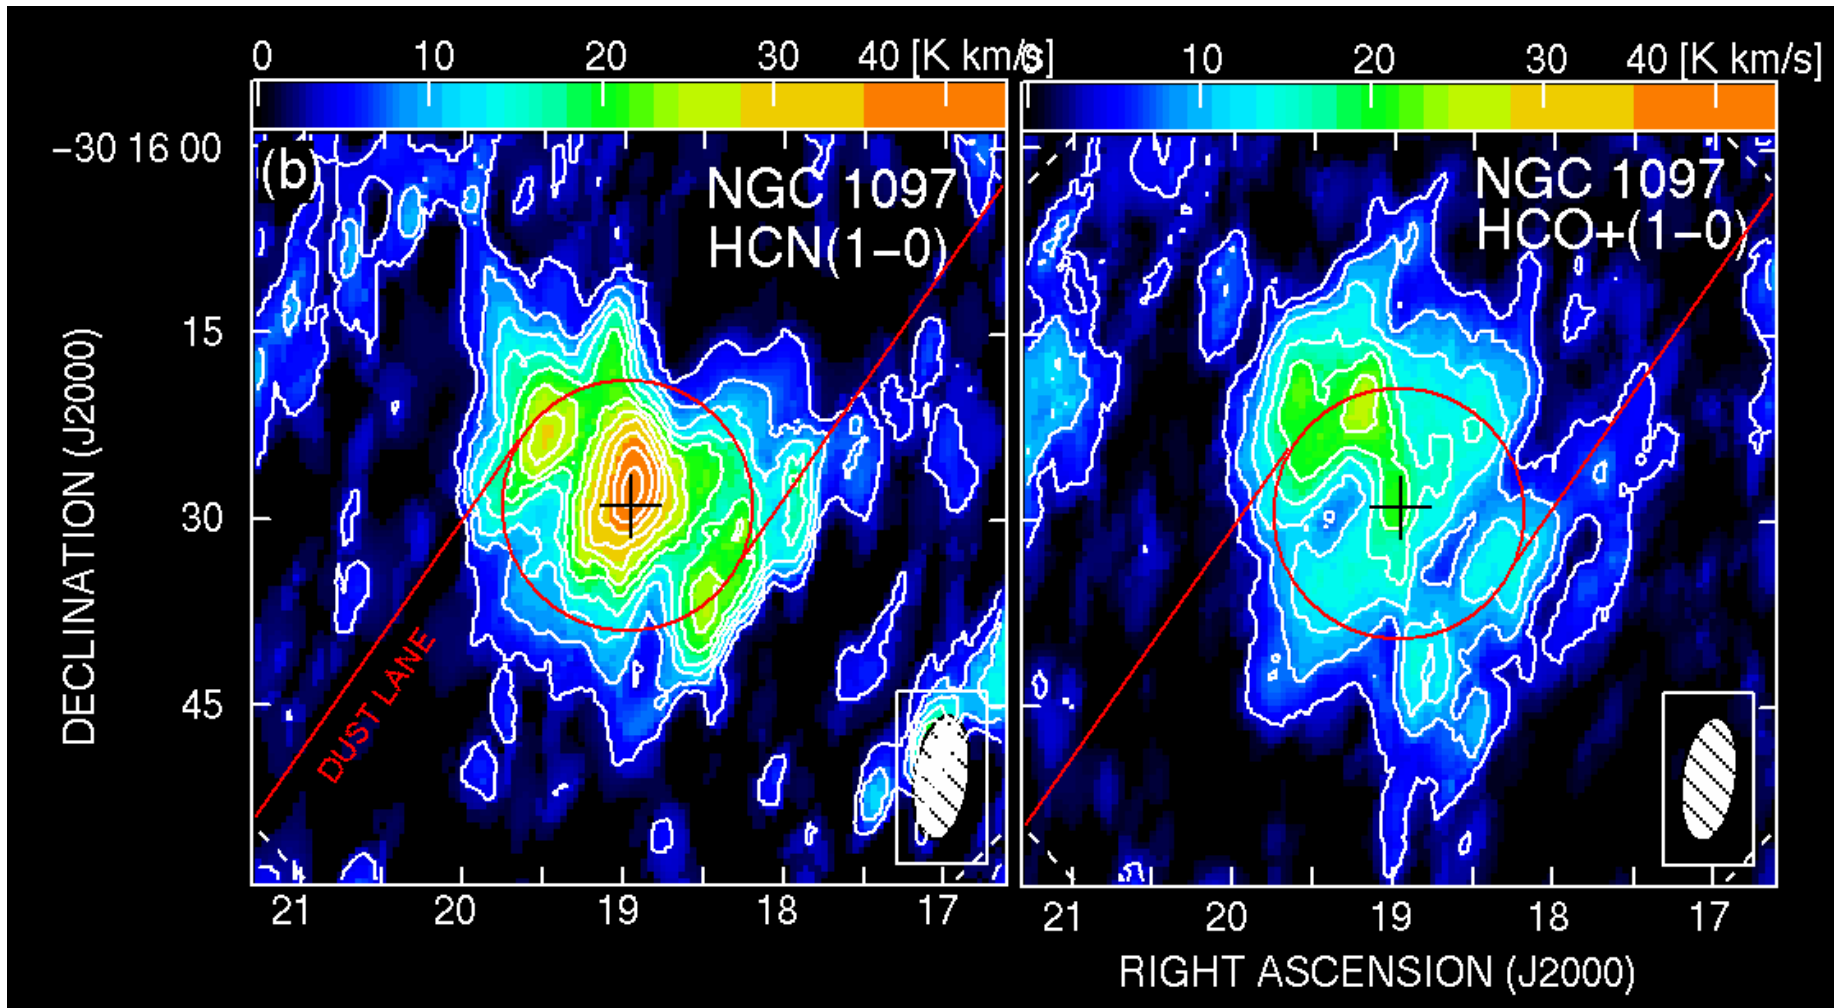 0 10 20 30 40 [K km/s]
10 20 30 40 [K km/s]
(b)
NGC 1097
HCN(1−0)
NGC 1097
HCO+(1−0)
−30 16 00
15
30
45
DECLINATION (J2000)
DUST LANE
21 20 19 18 17
21 20 19 18 17
RIGHT ASCENSION (J2000)